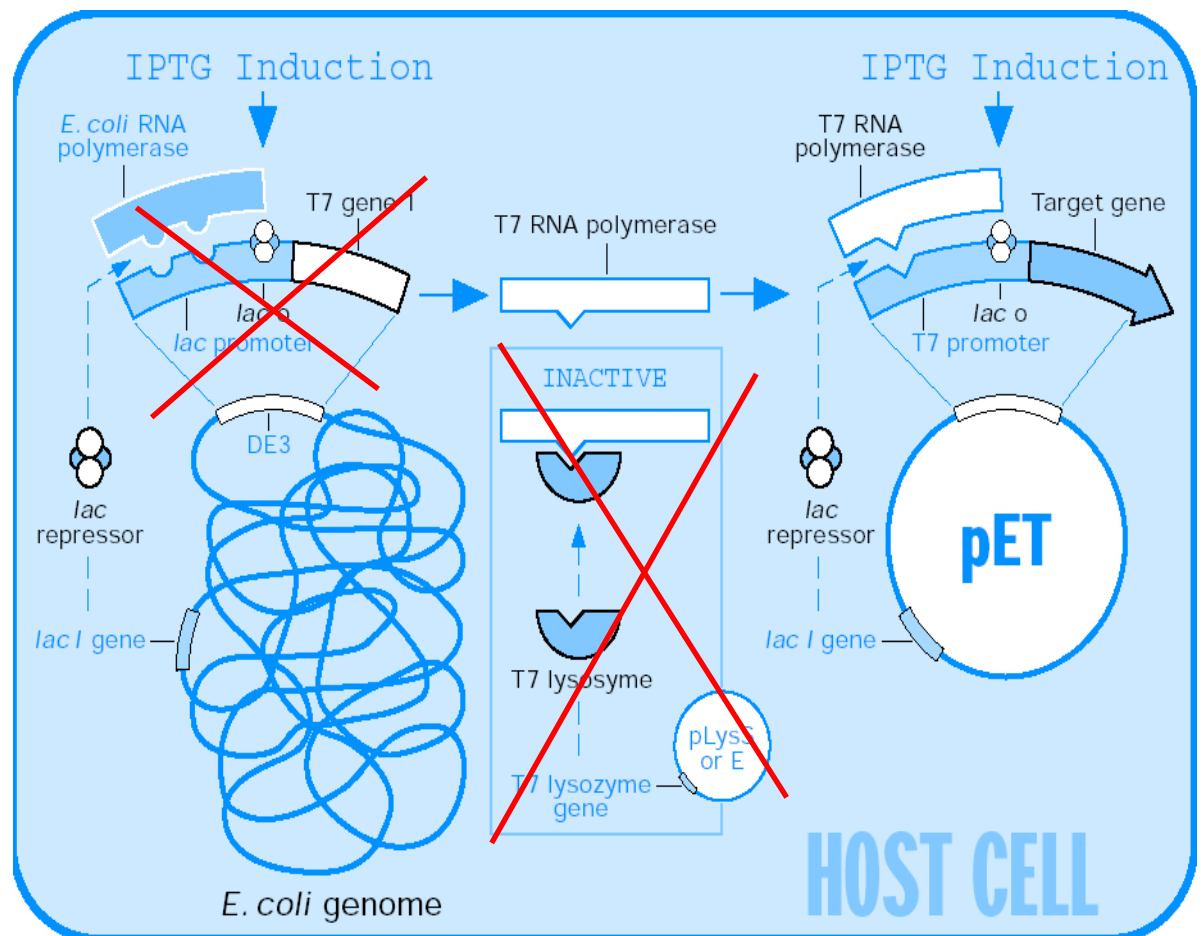 IPTG Induction
E. coli RNA
polymerase
T7 gene 1
lac o
lac promoter
DE3
lac
repressor
lac I gene
E. coli genome
T7 RNA polymerase
INACTIVE
T7 lysosyme
pLysS
or E
T7 lysozyme
gene
IPTG Induction
T7 RNA
polymerase
Target gene
lac o
T7 promoter
lac
repressor
pET
lac I gene
HOST CELL